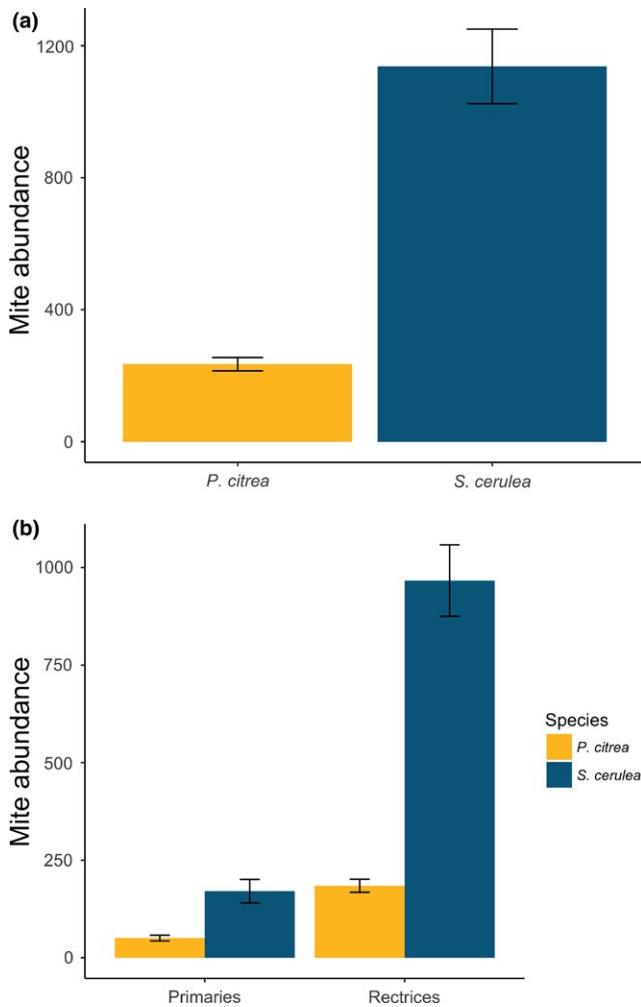 (a)
1200
800
400
0
Mite abundance
P. citrea S. cerulea
(b)
1000
750
500
250
0
Mite abundance
Primaries Rectrices
Species
P. citrea
S. cerulea